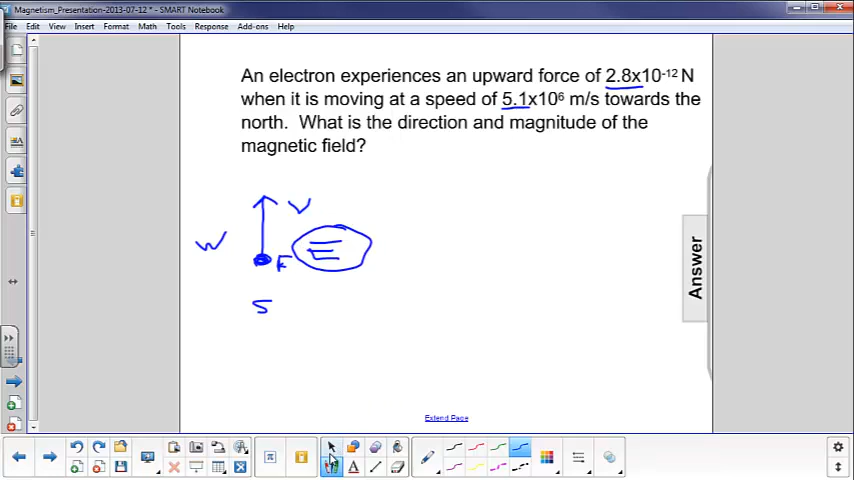 Magnetism_Presentation-2013-07-12 * - SMART Notebook
File Edit View Insert Format Math Tools Response Add-ons Help
An electron experiences an upward force of 2.8x10⁻¹² N
when it is moving at a speed of 5.1x10⁶ m/s towards the
north. What is the direction and magnitude of the
magnetic field?
V
W
F
E
S
Answer
Extend Page